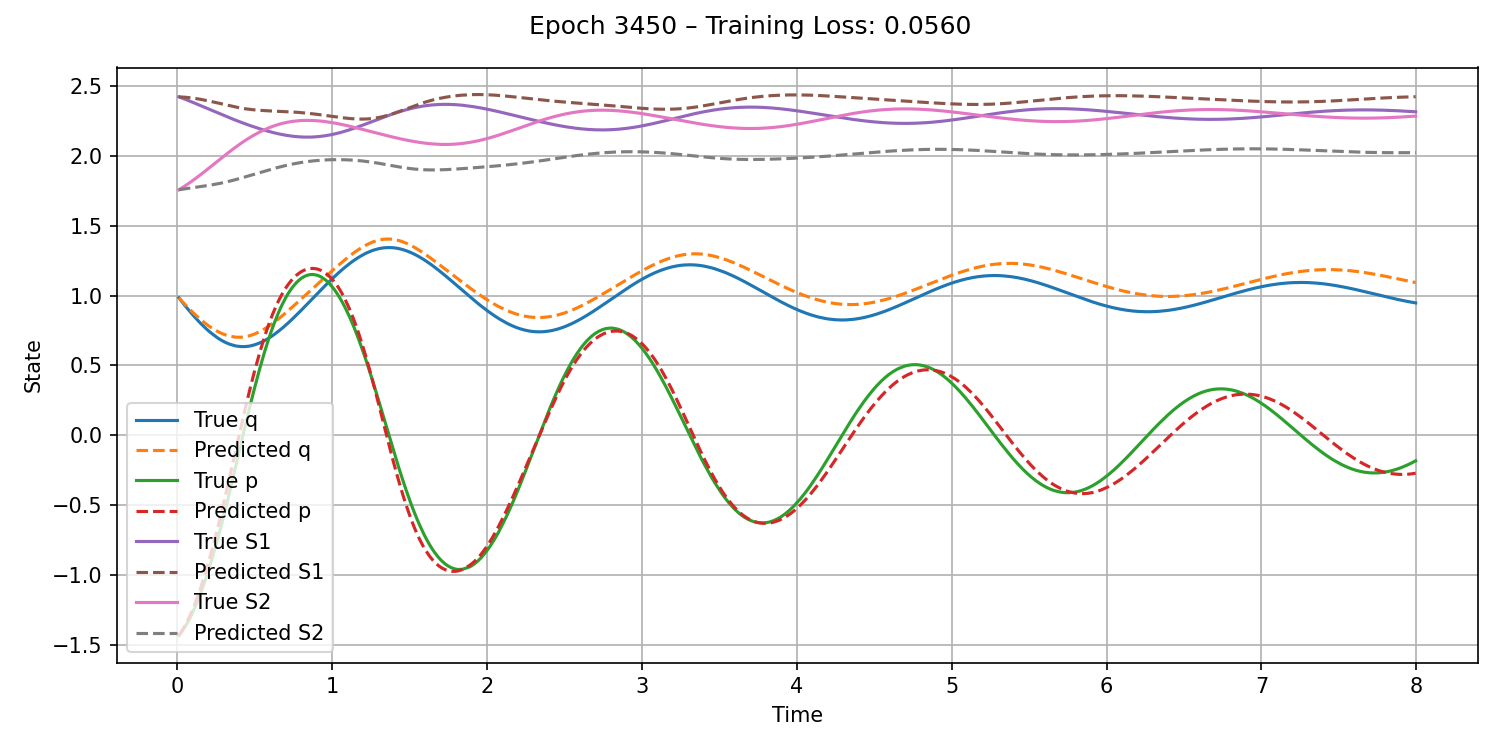 Epoch 3450 – Training Loss: 0.0560
2.5
2.0
1.5
1.0
0.5
0.0
−0.5
−1.0
−1.5
State
True q
Predicted q
True p
Predicted p
True S1
Predicted S1
True S2
Predicted S2
0 1 2 3 4 5 6 7 8
Time